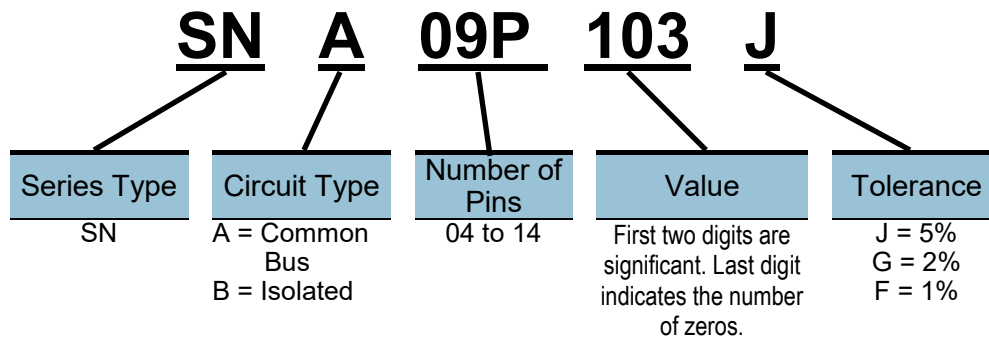 SN A 09P 103 J
Series Type
SN
Circuit Type
A = Common
Bus
B = Isolated
Number of
Pins
04 to 14
Value
First two digits are
significant. Last digit
indicates the number
of zeros.
Tolerance
J = 5%
G = 2%
F = 1%